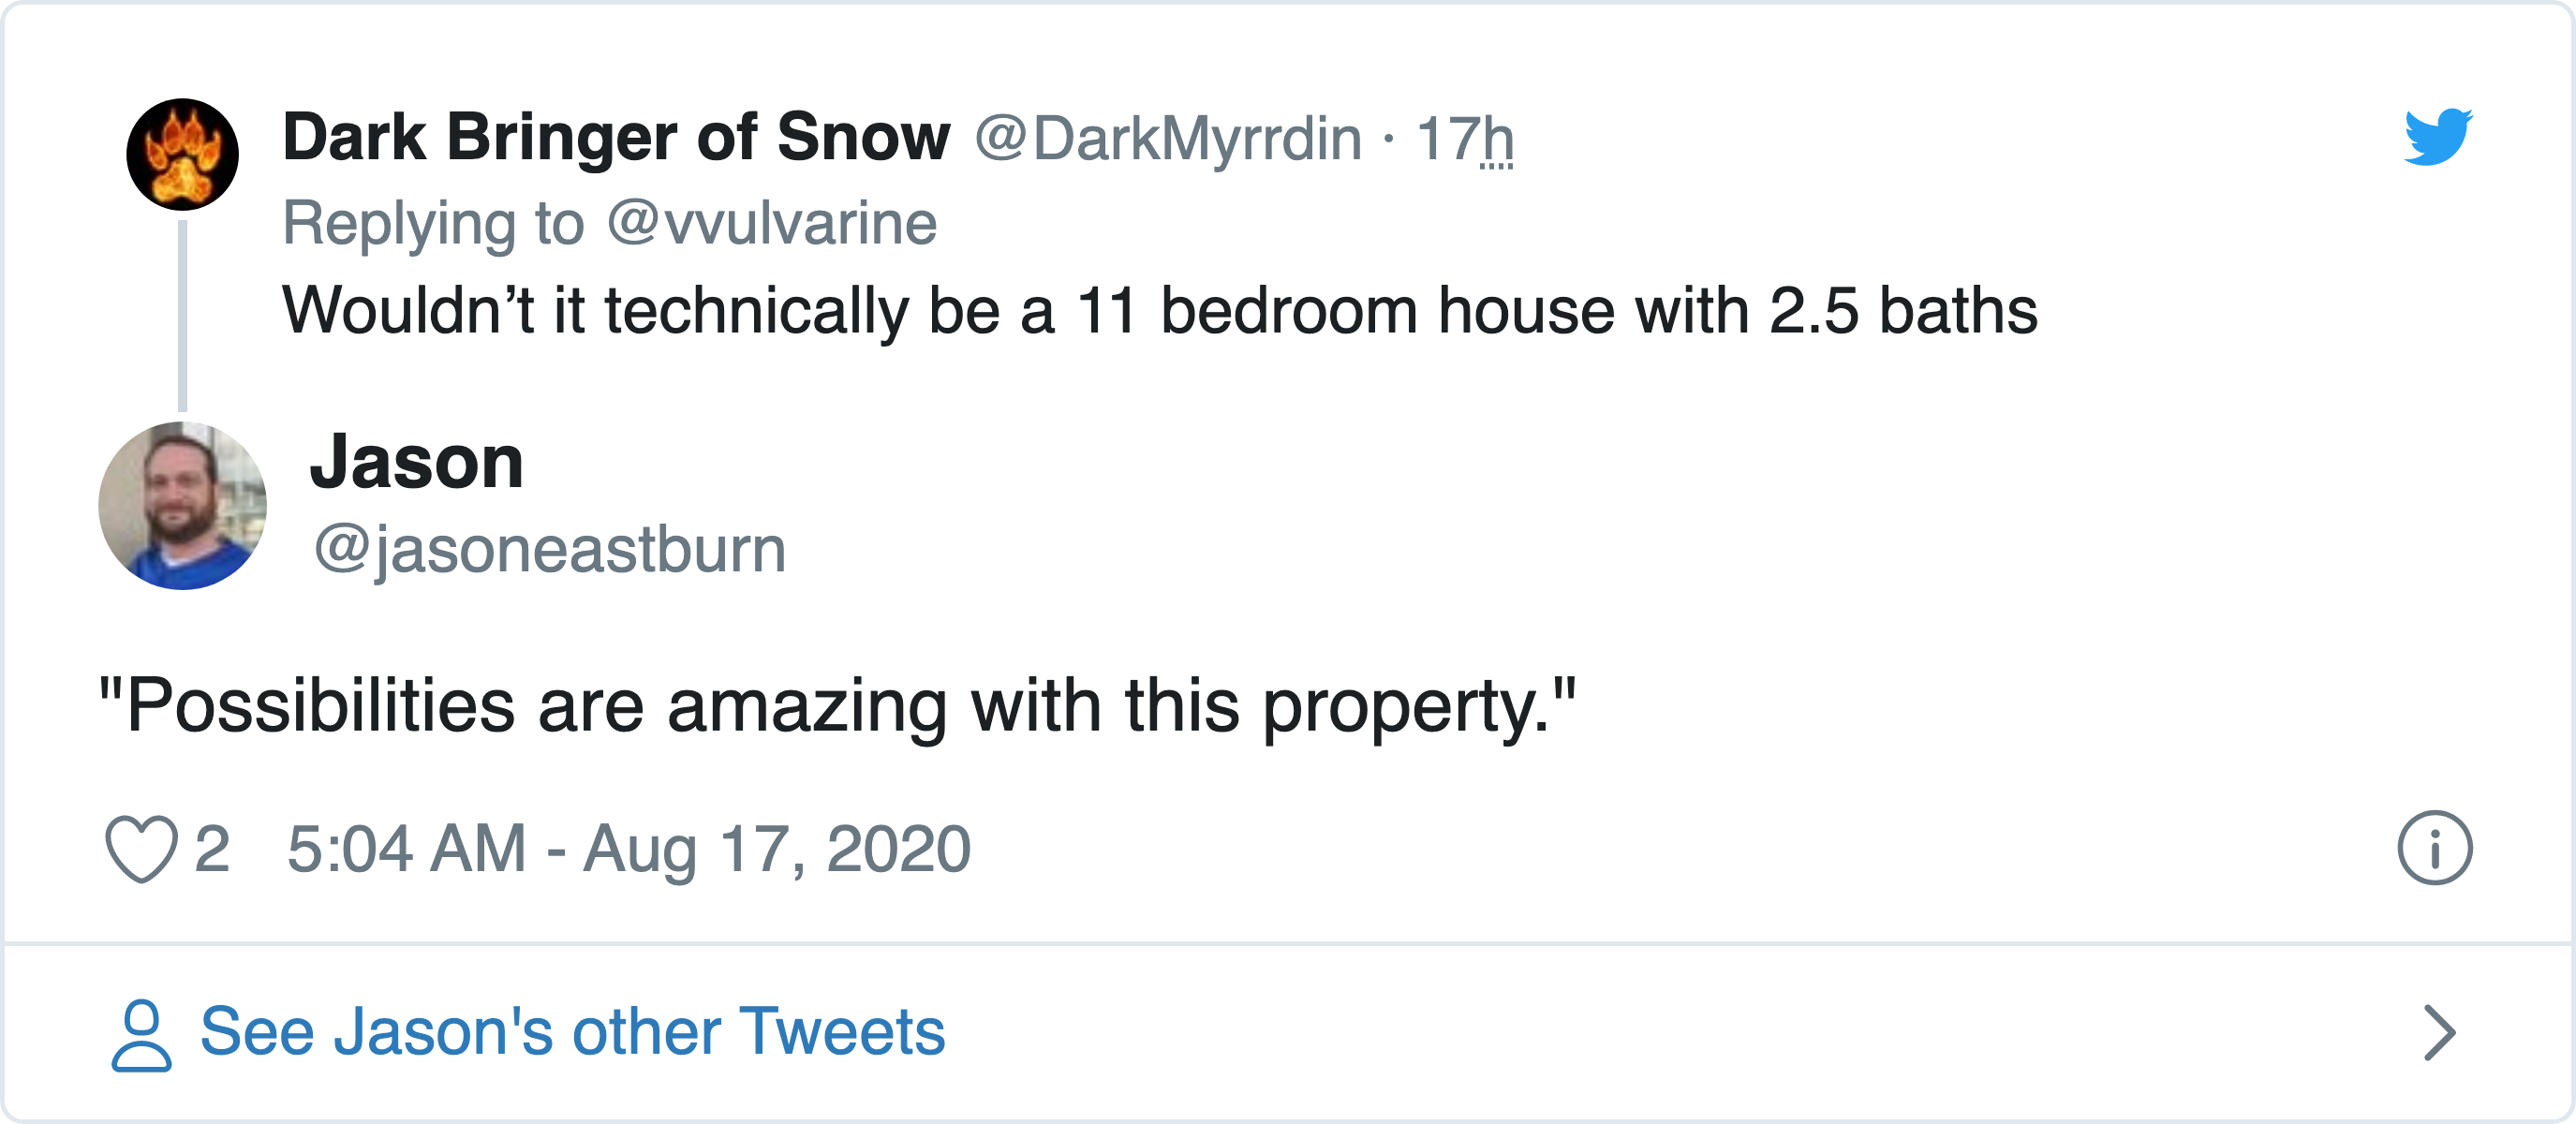 Dark Bringer of Snow @DarkMyrrdin · 17h
Replying to @vvulvarine
Wouldn’t it technically be a 11 bedroom house with 2.5 baths
Jason
@jasoneastburn
"Possibilities are amazing with this property."
2 5:04 AM - Aug 17, 2020
See Jason's other Tweets